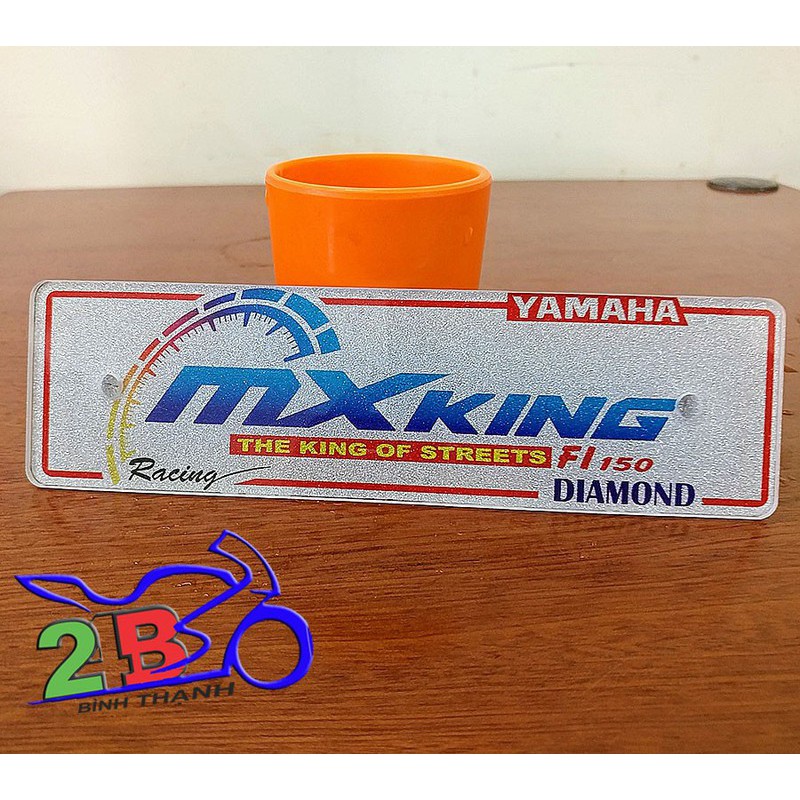 YAMAHA
MXKING
THE KING OF STREETS FI 150
Racing
DIAMOND
2B
BÌNH THẠNH